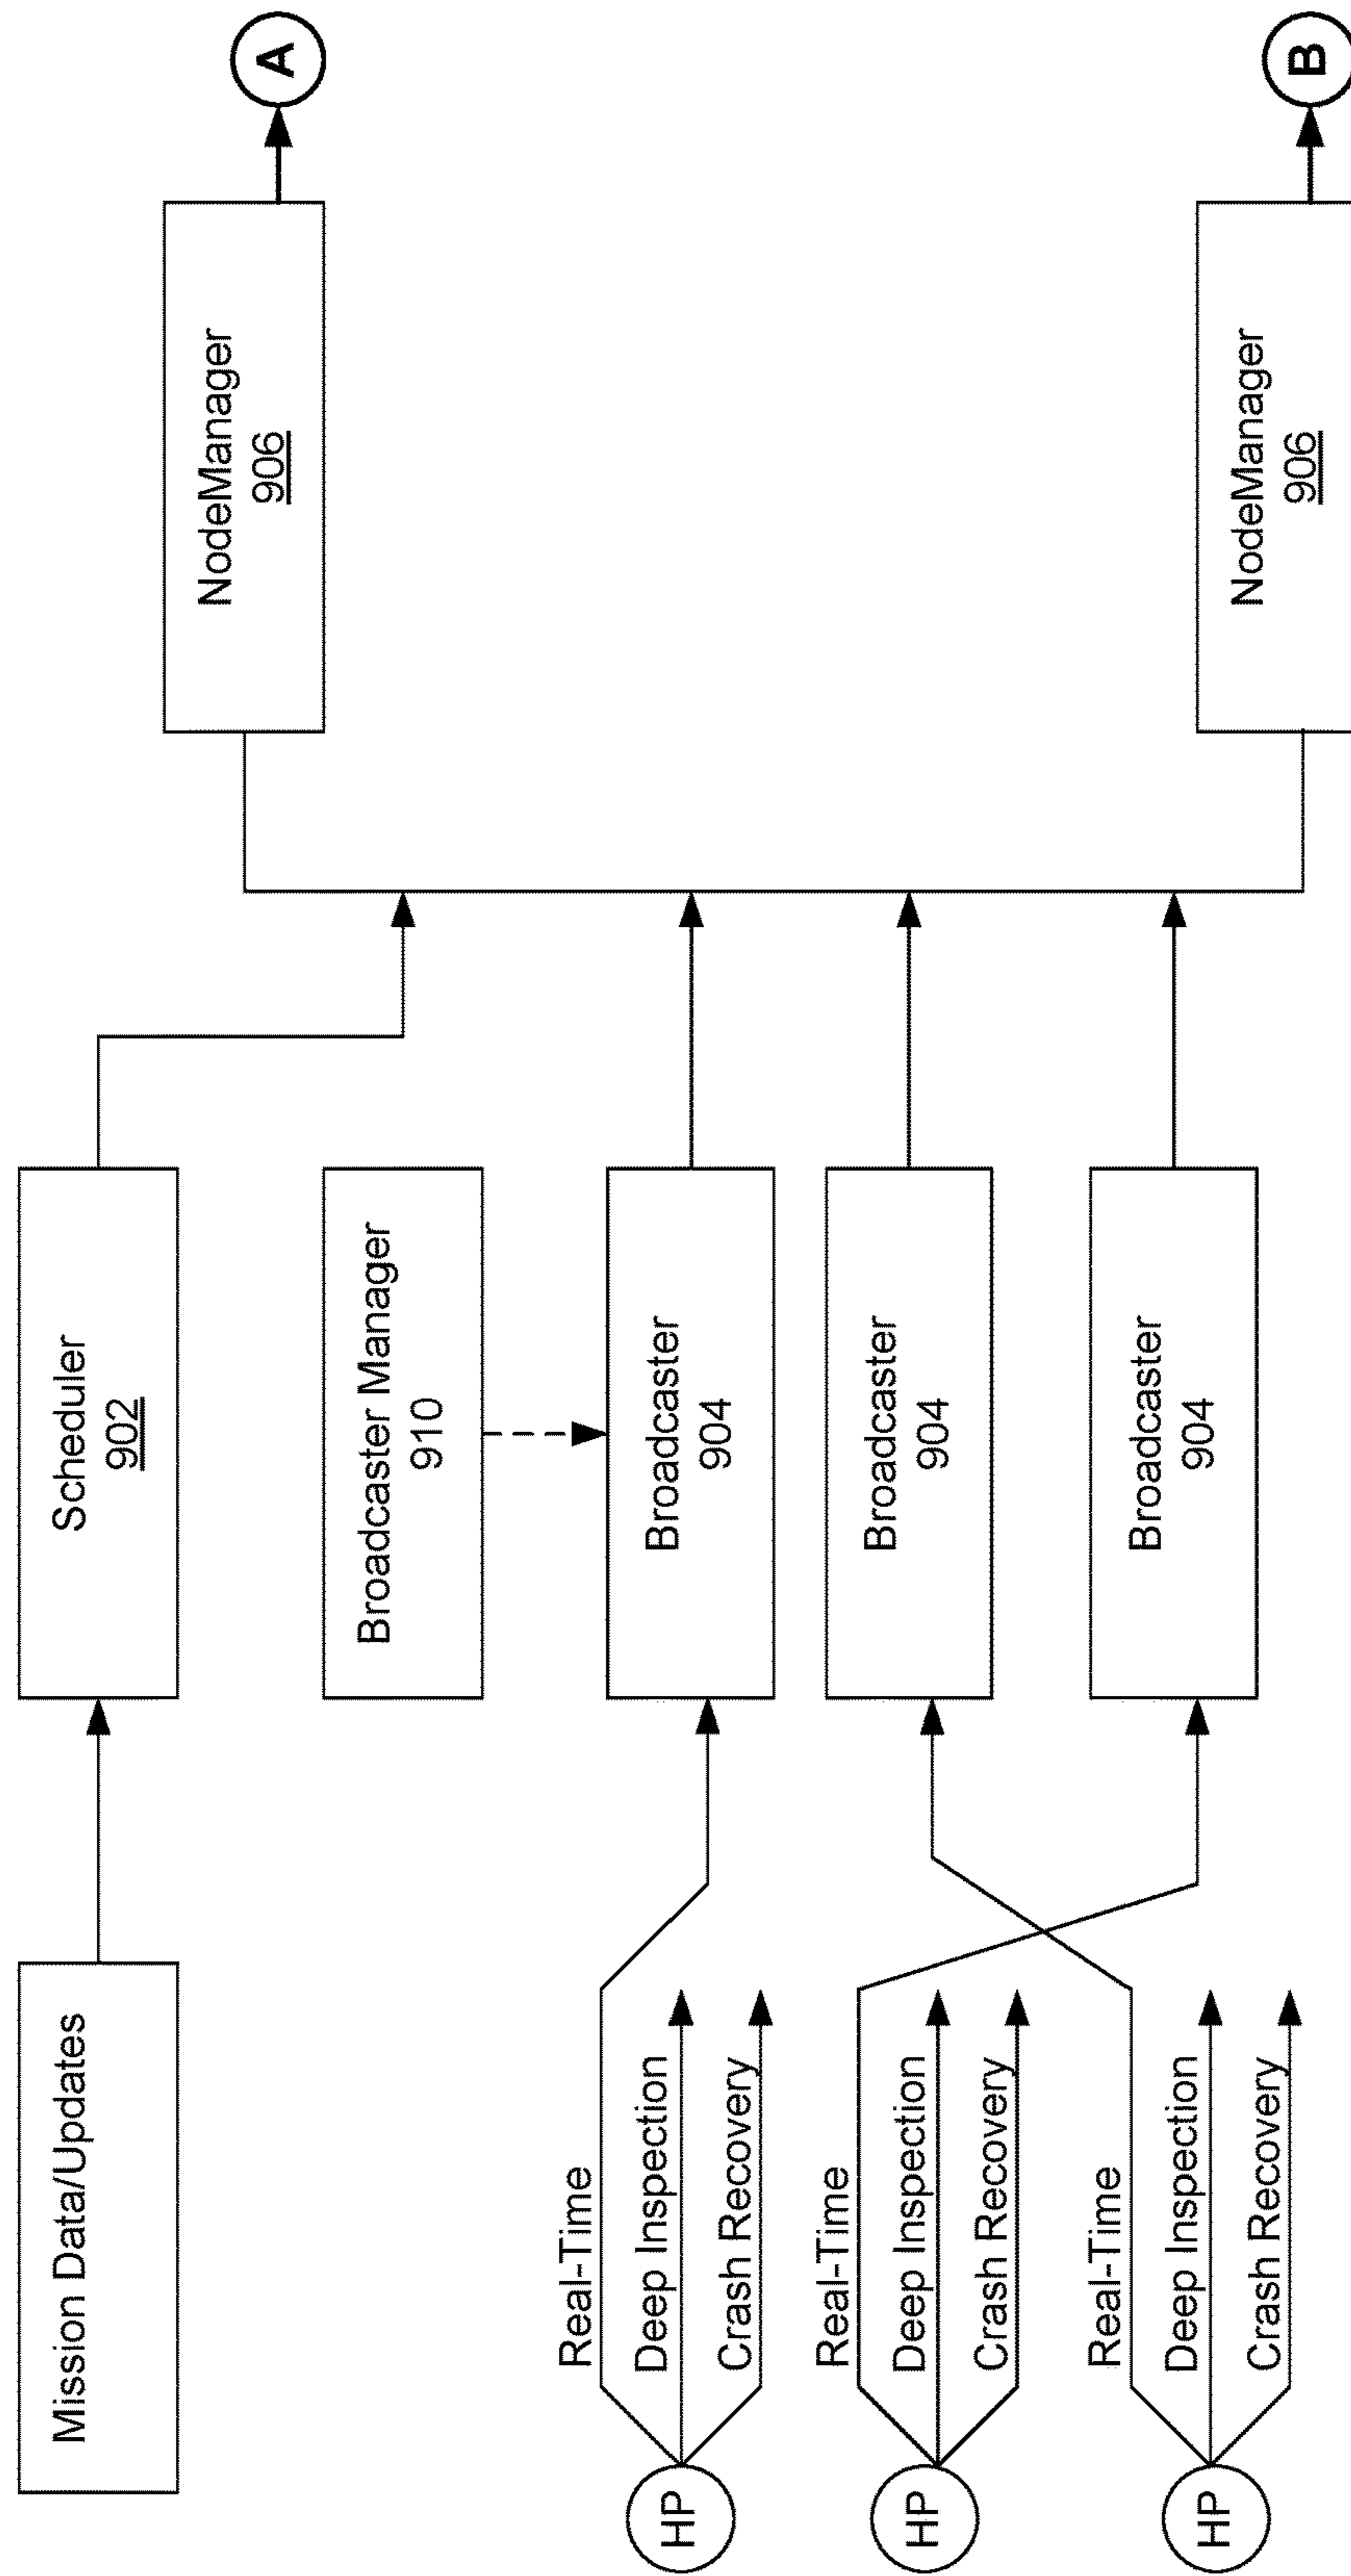 Mission Data/Updates
Scheduler
902
Broadcaster Manager
910
NodeManager
906
A
HP
Real-Time
Deep Inspection
Crash Recovery
Broadcaster
904
HP
Real-Time
Deep Inspection
Crash Recovery
Broadcaster
904
HP
Real-Time
Deep Inspection
Crash Recovery
Broadcaster
904
NodeManager
906
B